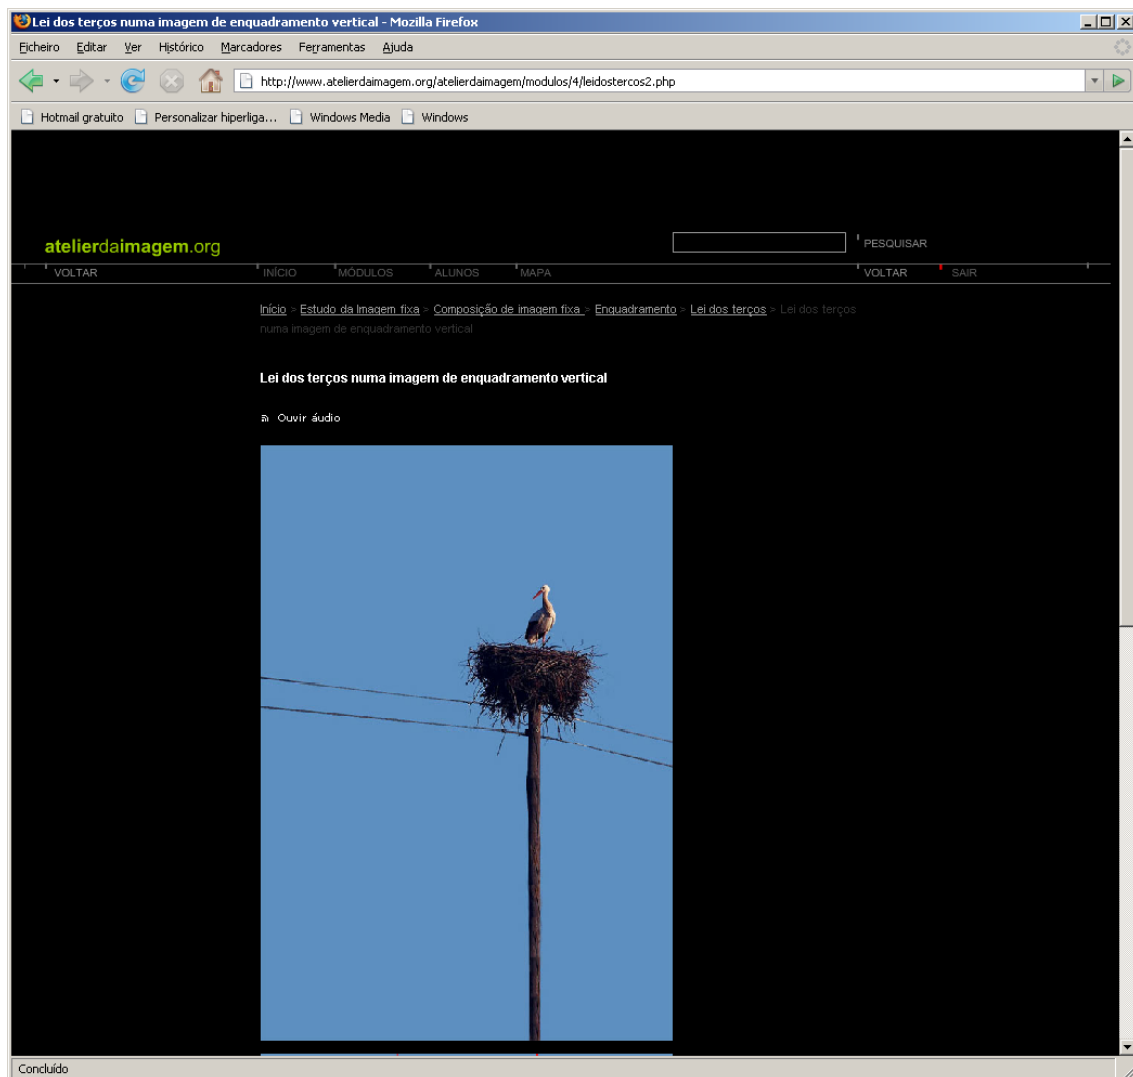 Lei dos terços numa imagem de enquadramento vertical - Mozilla Firefox
Ficheiro Editar Ver Histórico Marcadores Ferramentas Ajuda
http://www.atelierdaimagem.org/atelierdaimagem/modulos/4/leidostercos2.php
Hotmail gratuito Personalizar hiperliga... Windows Media Windows
atelierdaimagem.org PESQUISAR
VOLTAR INÍCIO MÓDULOS ALUNOS MAPA VOLTAR SAIR
Início > Estudo da Imagem fixa > Composição de imagem fixa > Enquadramento > Lei dos terços > Lei dos terços
numa imagem de enquadramento vertical
Lei dos terços numa imagem de enquadramento vertical
Ouvir áudio
Concluído